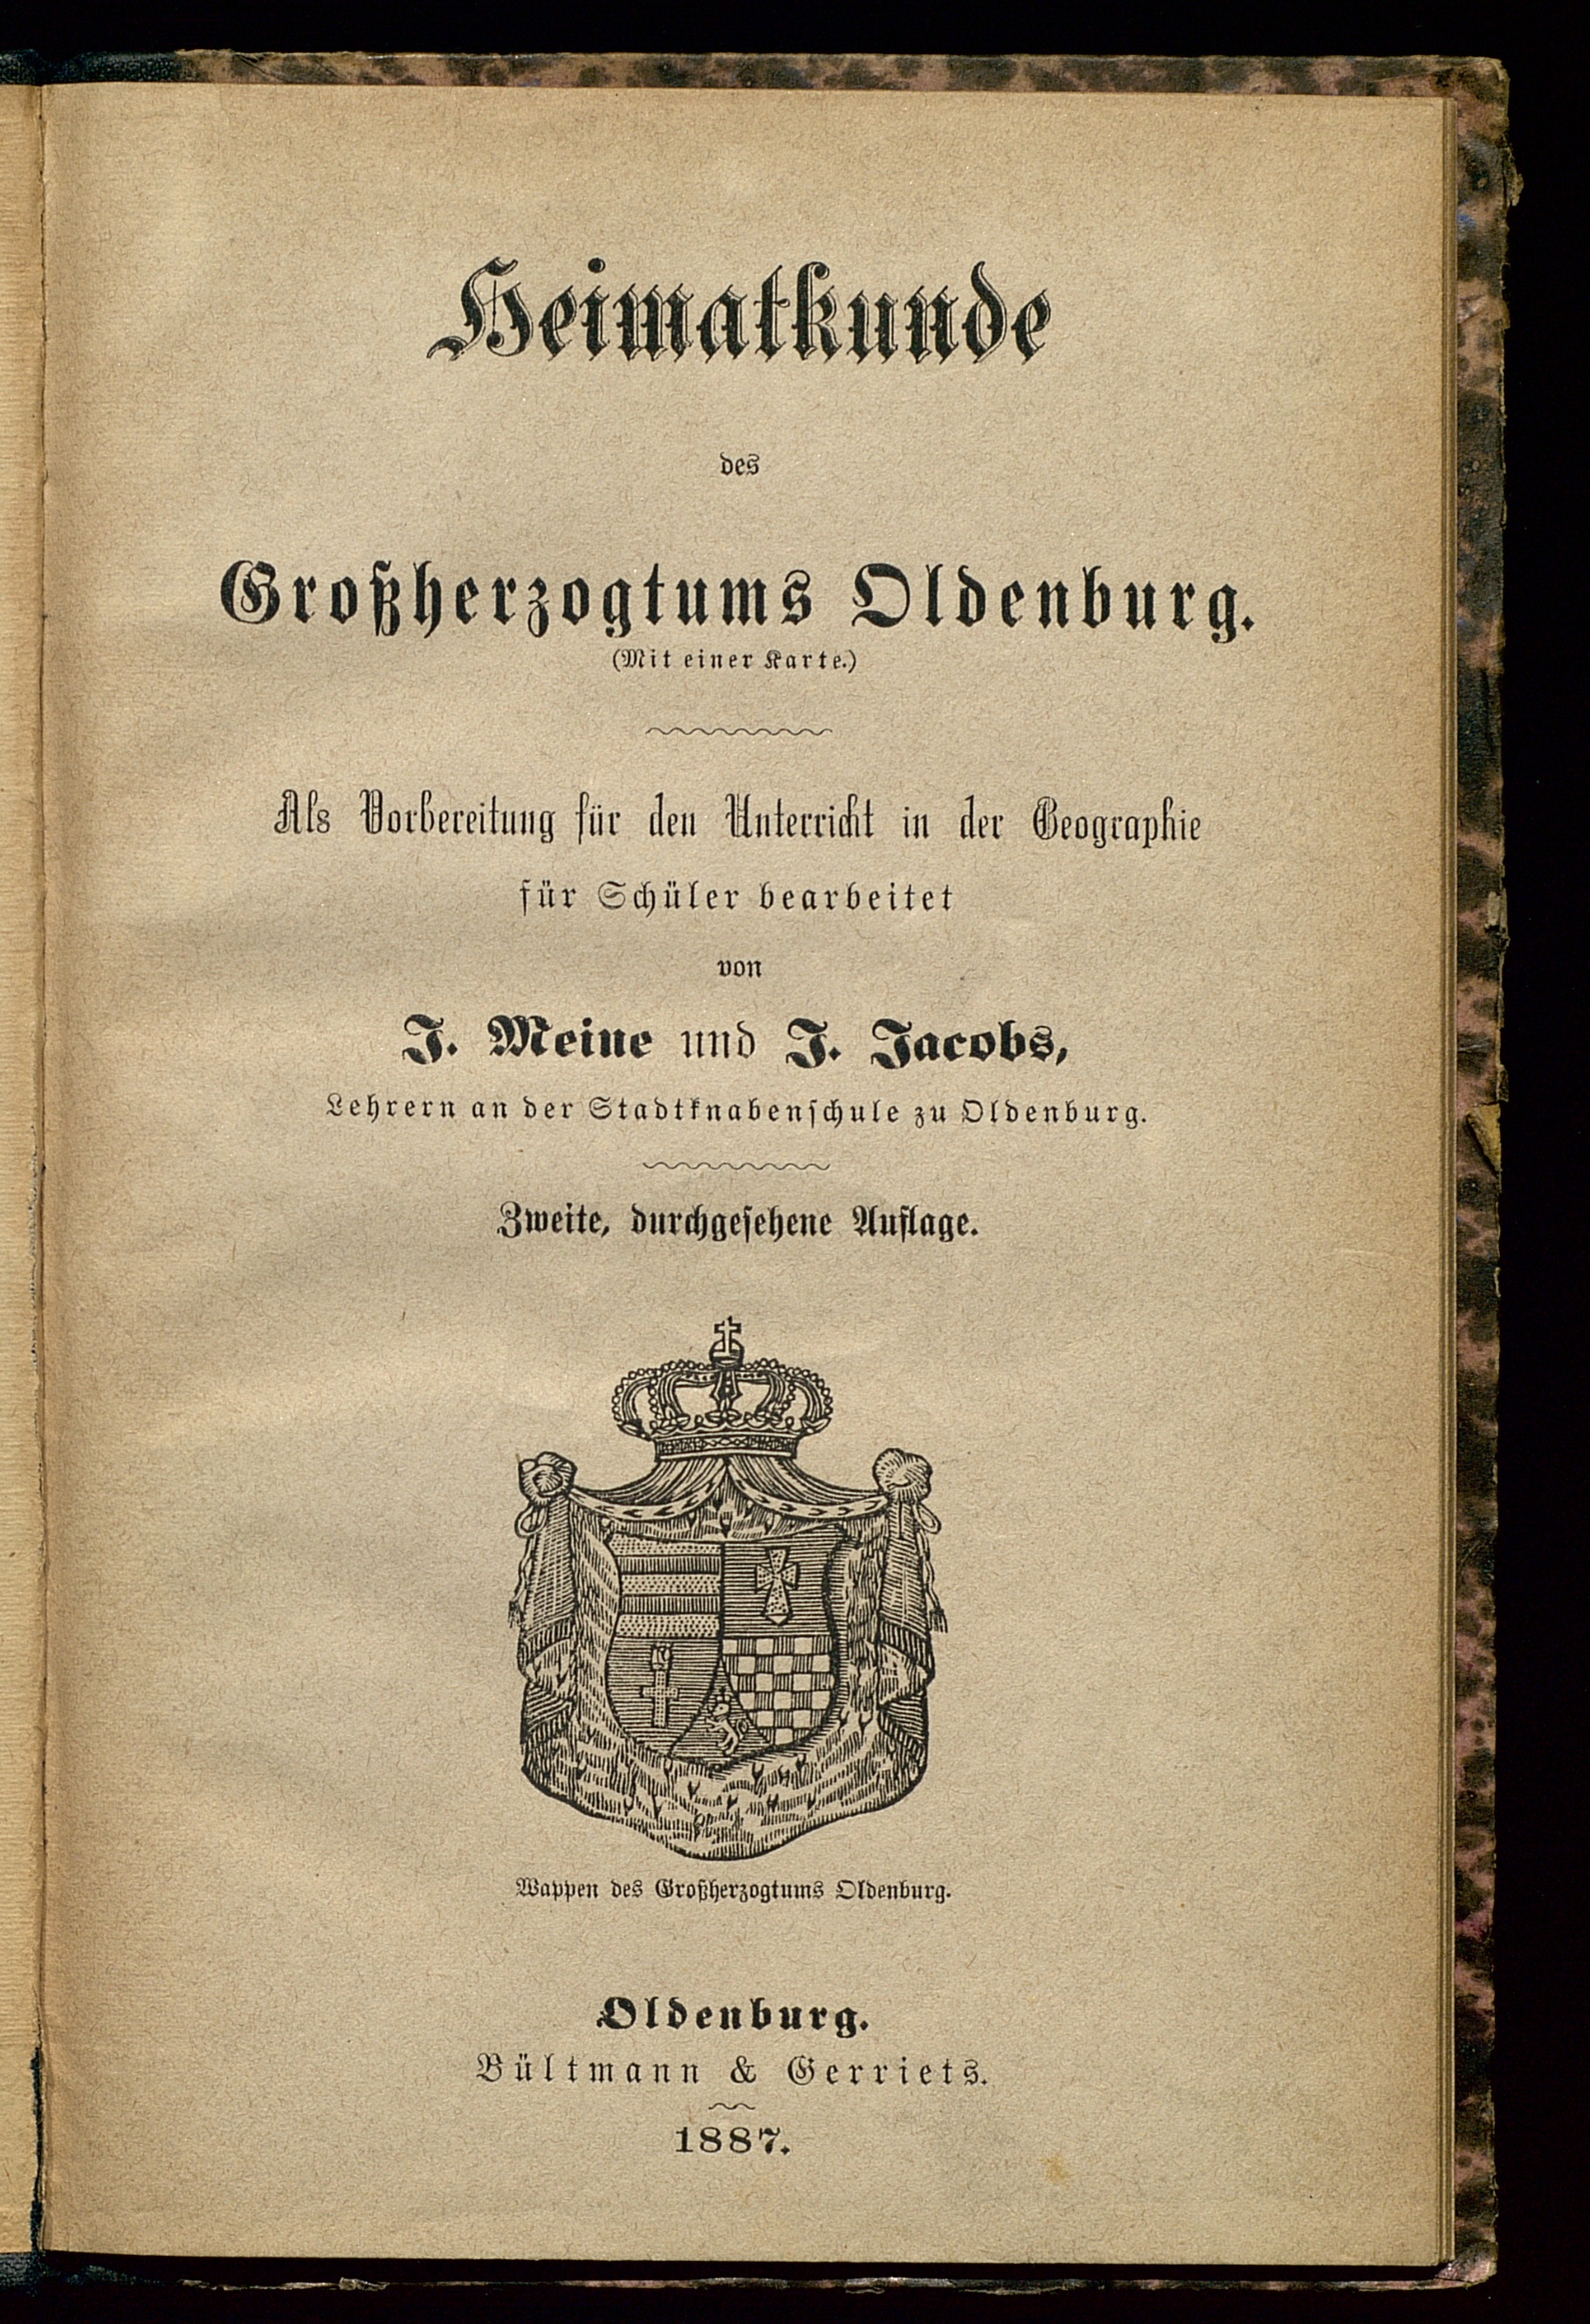 Heimatkunde
des
Großherzogtums Oldenburg.
(Mit einer Karte.)
Als Vorbereitung für den Unterricht in der Geographie
für Schüler bearbeitet
von
J. Meine und J. Jacobs,
Lehrern an der Stadtknabenschule zu Oldenburg.
Zweite, durchgesehene Auflage.
Wappen des Großherzogtums Oldenburg.
Oldenburg.
Bültmann & Gerriets.
1887.